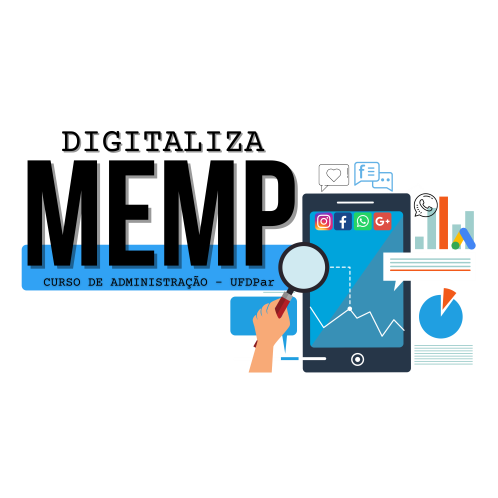 DIGITALIZA
MEMP
CURSO DE ADMINISTRAÇÃO - UFDPar